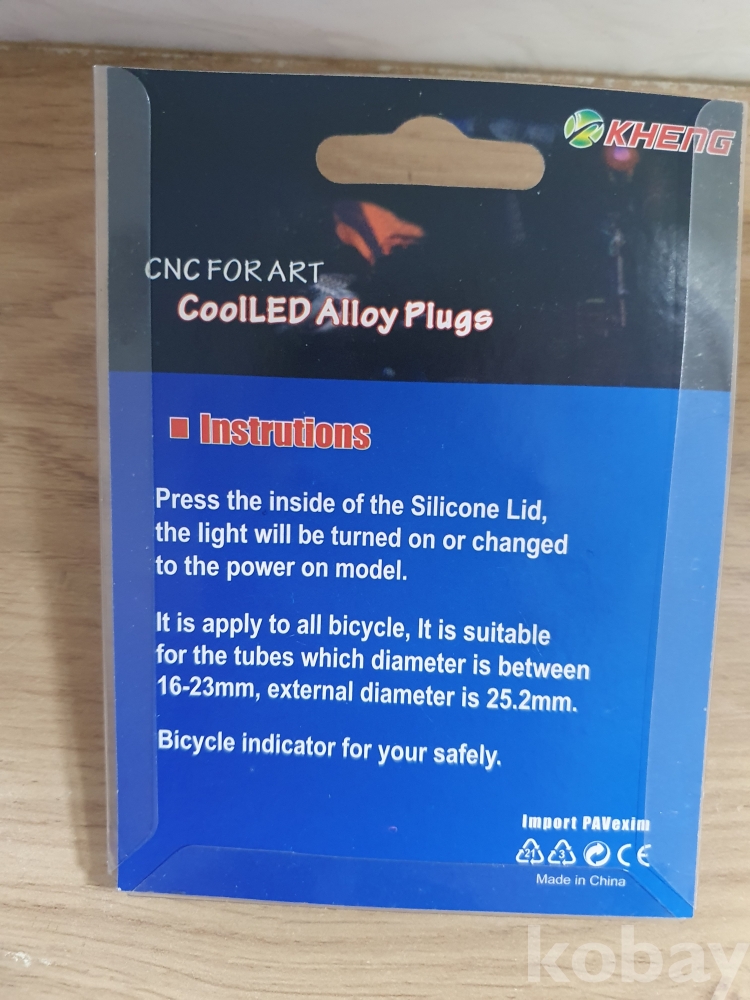 KHENG
CNC FOR ART
CoolLED Alloy Plugs
Instrutions
Press the inside of the Silicone Lid,
the light will be turned on or changed
to the power on model.
It is apply to all bicycle, It is suitable
for the tubes which diameter is between
16-23mm, external diameter is 25.2mm.
Bicycle indicator for your safely.
Import PAVexim
21 3 CE
Made in China
kobay